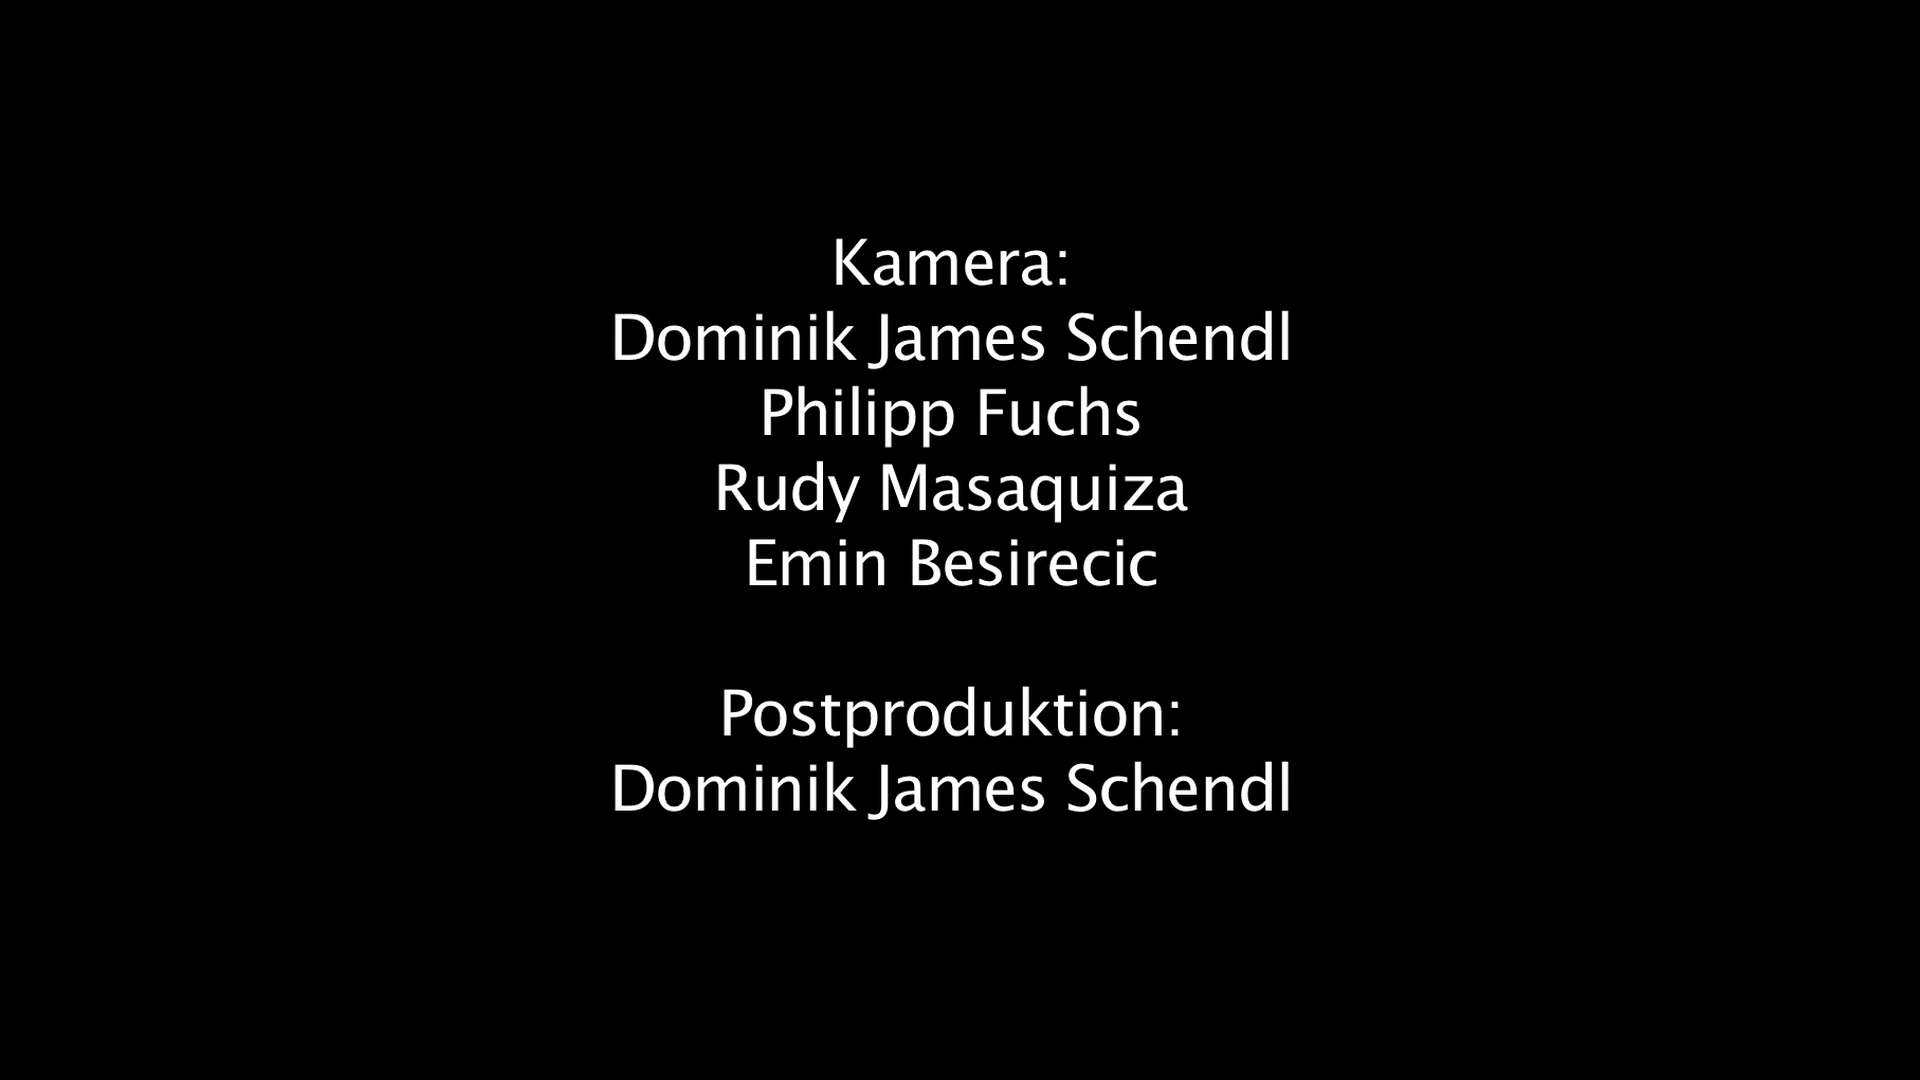 Kamera:
Dominik James Schendl
Philipp Fuchs
Rudy Masaquiza
Emin Besirecic
Postproduktion:
Dominik James Schendl